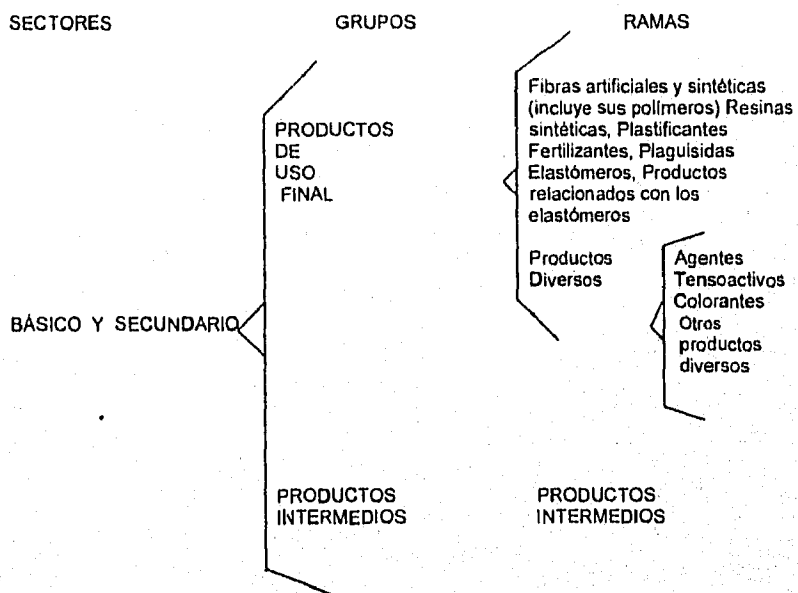 SECTORES GRUPOS RAMAS
PRODUCTOS
DE
USO
FINAL
Fibras artificiales y sintéticas
(incluye sus polímeros) Resinas
sintéticas, Plastificantes
Fertilizantes, Plaguisidas
Elastómeros, Productos
relacionados con los
elastómeros
Productos
Diversos
Agentes
Tensoactivos
Colorantes
Otros
productos
diversos
BÁSICO Y SECUNDARIO
PRODUCTOS
INTERMEDIOS
PRODUCTOS
INTERMEDIOS